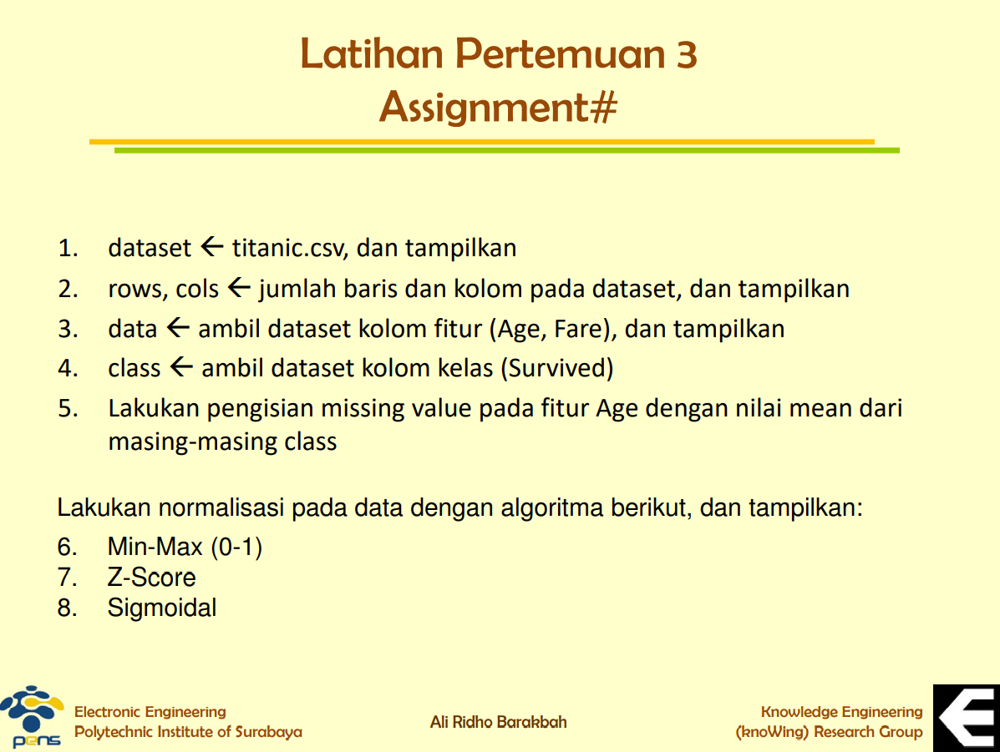 Latihan Pertemuan 3
Assignment#
1. dataset ← titanic.csv, dan tampilkan
2. rows, cols ← jumlah baris dan kolom pada dataset, dan tampilkan
3. data ← ambil dataset kolom fitur (Age, Fare), dan tampilkan
4. class ← ambil dataset kolom kelas (Survived)
5. Lakukan pengisian missing value pada fitur Age dengan nilai mean dari
masing-masing class
Lakukan normalisasi pada data dengan algoritma berikut, dan tampilkan:
6. Min-Max (0-1)
7. Z-Score
8. Sigmoidal
pens
Electronic Engineering
Polytechnic Institute of Surabaya
Ali Ridho Barakbah
Knowledge Engineering
(knoWing) Research Group